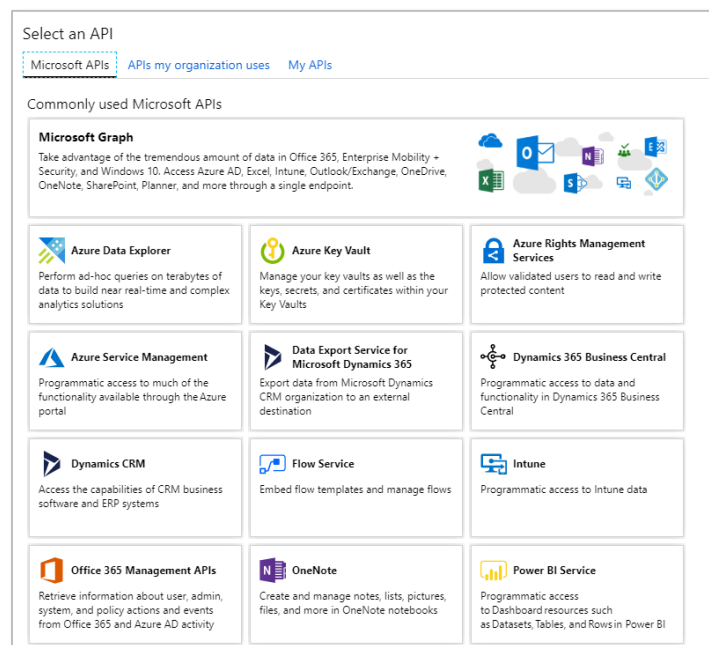 Select an API
Microsoft APIs APIs my organization uses My APIs
Commonly used Microsoft APIs
Microsoft Graph
Take advantage of the tremendous amount of data in Office 365, Enterprise Mobility +
Security, and Windows 10. Access Azure AD, Excel, Intune, Outlook/Exchange, OneDrive,
OneNote, SharePoint, Planner, and more through a single endpoint.
Azure Data Explorer
Perform ad-hoc queries on terabytes of
data to build near real-time and complex
analytics solutions
Azure Key Vault
Manage your key vaults as well as the
keys, secrets, and certificates within your
Key Vaults
Azure Rights Management
Services
Allow validated users to read and write
protected content
Azure Service Management
Programmatic access to much of the
functionality available through the Azure
portal
Data Export Service for
Microsoft Dynamics 365
Export data from Microsoft Dynamics
CRM organization to an external
destination
Dynamics 365 Business Central
Programmatic access to data and
functionality in Dynamics 365 Business
Central
Dynamics CRM
Access the capabilities of CRM business
software and ERP systems
Flow Service
Embed flow templates and manage flows
Intune
Programmatic access to Intune data
Office 365 Management APIs
Retrieve information about user, admin,
system, and policy actions and events
from Office 365 and Azure AD activity
OneNote
Create and manage notes, lists, pictures,
files, and more in OneNote notebooks
Power BI Service
Programmatic access
to Dashboard resources such
as Datasets, Tables, and Rows in Power BI